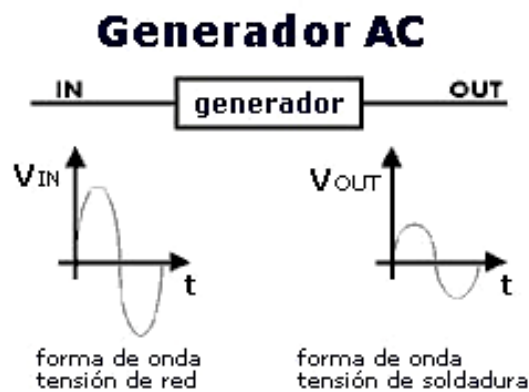 Generador AC
IN
generador
OUT
VIN
t
VOUT
t
forma de onda
tensión de red
forma de onda
tensión de soldadura